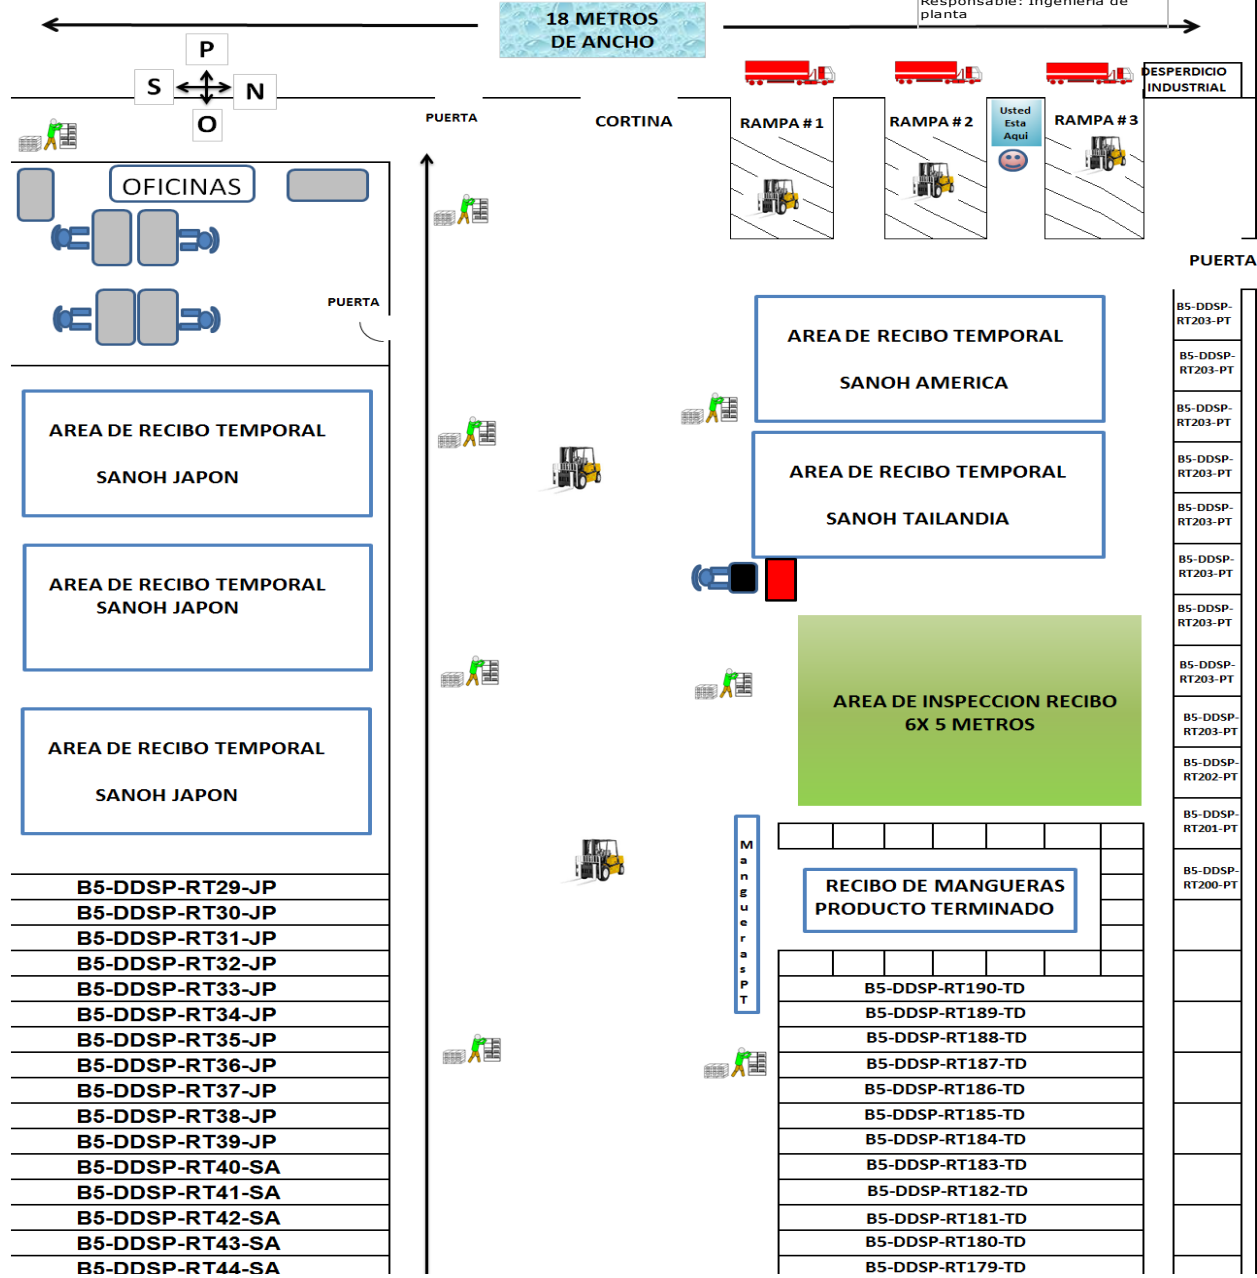 Responsable: Ingenieria de
planta
18 METROS
DE ANCHO
P
S
N
O
DESPERDICIO
INDUSTRIAL
PUERTA
CORTINA
RAMPA # 1
RAMPA # 2
Usted
Esta
Aqui
RAMPA # 3
OFICINAS
PUERTA
PUERTA
AREA DE RECIBO TEMPORAL
SANOH AMERICA
AREA DE RECIBO TEMPORAL
SANOH TAILANDIA
AREA DE RECIBO TEMPORAL
SANOH JAPON
AREA DE RECIBO TEMPORAL
SANOH JAPON
AREA DE RECIBO TEMPORAL
SANOH JAPON
AREA DE INSPECCION RECIBO
6X 5 METROS
B5-DDSP-
RT203-PT
B5-DDSP-
RT203-PT
B5-DDSP-
RT203-PT
B5-DDSP-
RT203-PT
B5-DDSP-
RT203-PT
B5-DDSP-
RT203-PT
B5-DDSP-
RT203-PT
B5-DDSP-
RT203-PT
B5-DDSP-
RT203-PT
B5-DDSP-
RT202-PT
B5-DDSP-
RT201-PT
B5-DDSP-
RT200-PT
Mangueras PT
RECIBO DE MANGUERAS
PRODUCTO TERMINADO
B5-DDSP-RT29-JP
B5-DDSP-RT30-JP
B5-DDSP-RT31-JP
B5-DDSP-RT32-JP
B5-DDSP-RT33-JP
B5-DDSP-RT34-JP
B5-DDSP-RT35-JP
B5-DDSP-RT36-JP
B5-DDSP-RT37-JP
B5-DDSP-RT38-JP
B5-DDSP-RT39-JP
B5-DDSP-RT40-SA
B5-DDSP-RT41-SA
B5-DDSP-RT42-SA
B5-DDSP-RT43-SA
B5-DDSP-RT44-SA
B5-DDSP-RT190-TD
B5-DDSP-RT189-TD
B5-DDSP-RT188-TD
B5-DDSP-RT187-TD
B5-DDSP-RT186-TD
B5-DDSP-RT185-TD
B5-DDSP-RT184-TD
B5-DDSP-RT183-TD
B5-DDSP-RT182-TD
B5-DDSP-RT181-TD
B5-DDSP-RT180-TD
B5-DDSP-RT179-TD